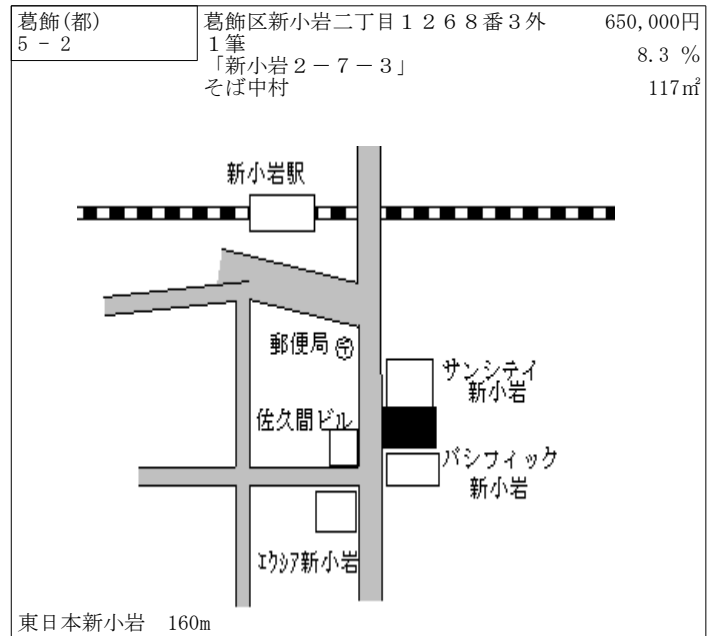 葛飾(都)
5 - 2
葛飾区新小岩二丁目１２６８番３外
１筆
「新小岩２－７－３」
そば中村
650,000円
8.3 %
117㎡
新小岩駅
郵便局
サンシテイ
新小岩
佐久間ビル
パシフィック
新小岩
エクシア新小岩
東日本新小岩　160m